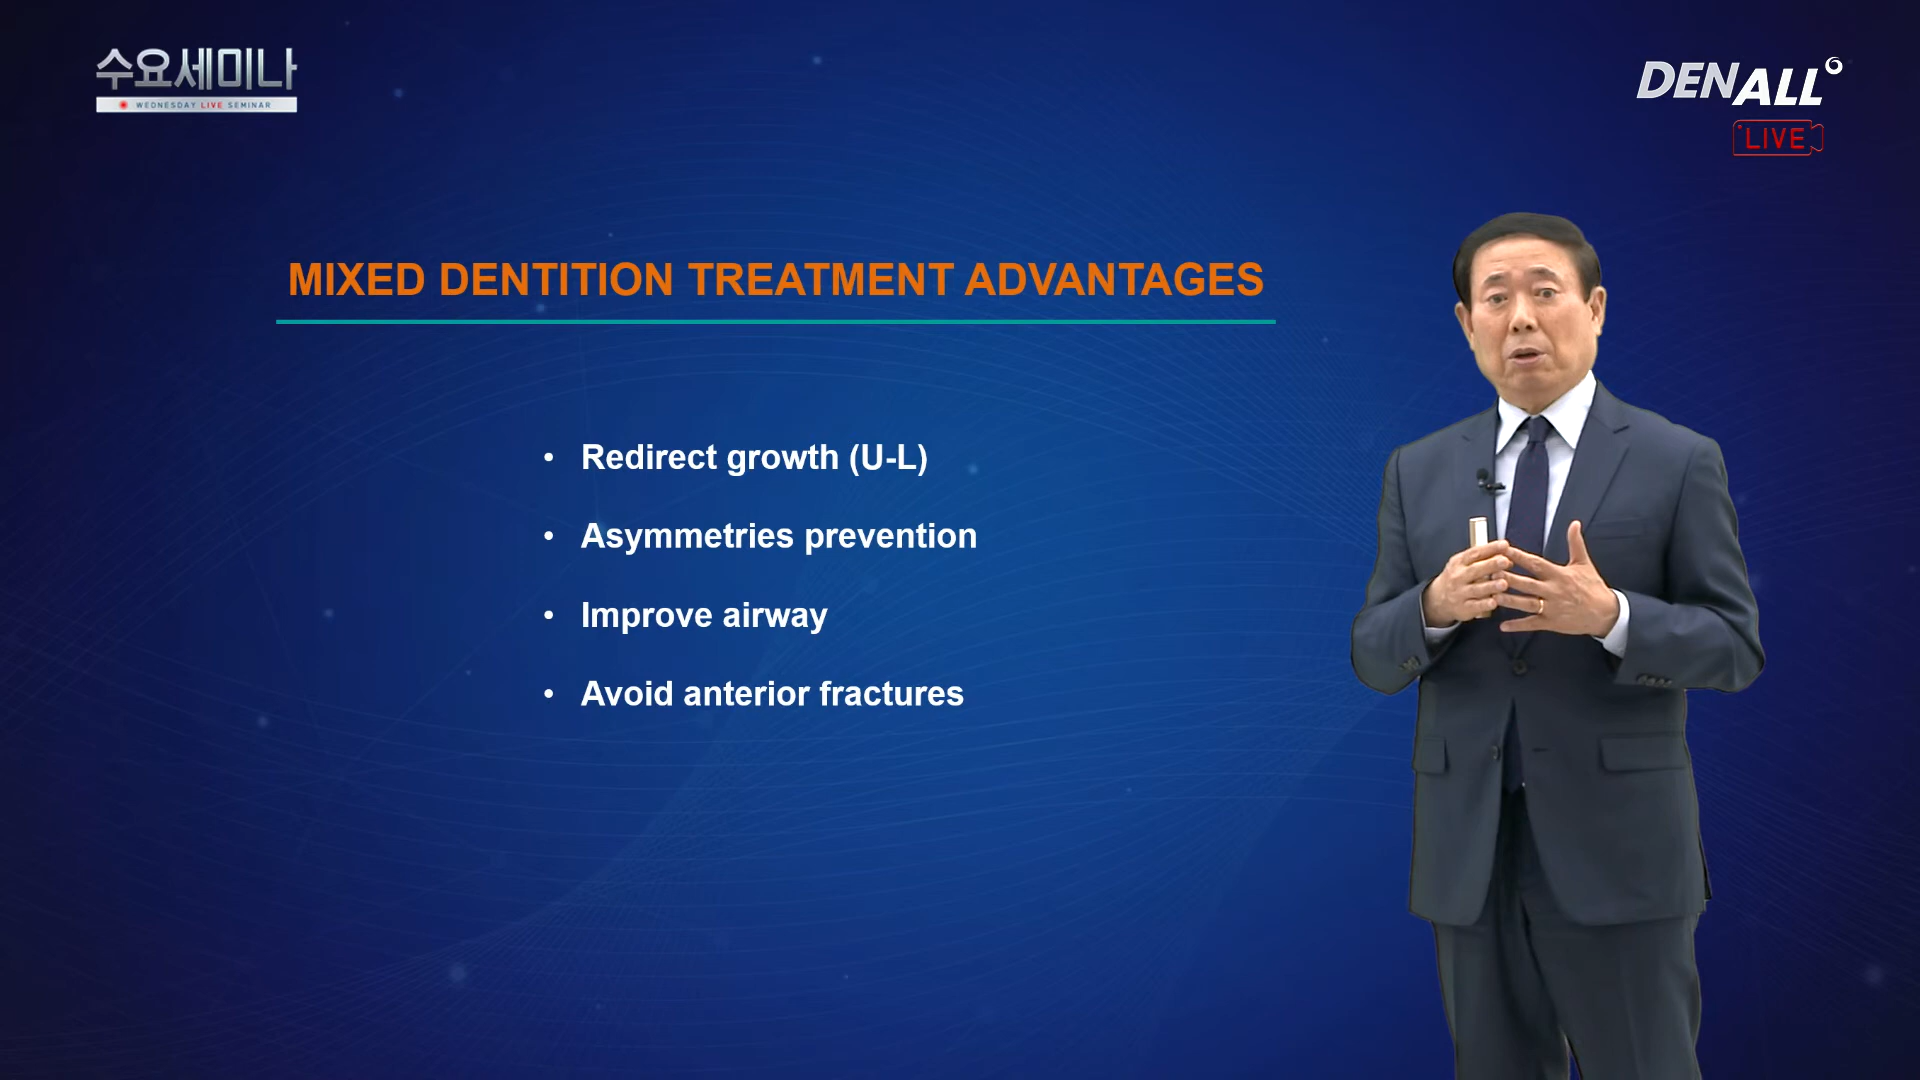 수요세미나
WEDNESDAY LIVE SEMINAR
DENALL
LIVE
MIXED DENTITION TREATMENT ADVANTAGES
• Redirect growth (U-L)
• Asymmetries prevention
• Improve airway
• Avoid anterior fractures